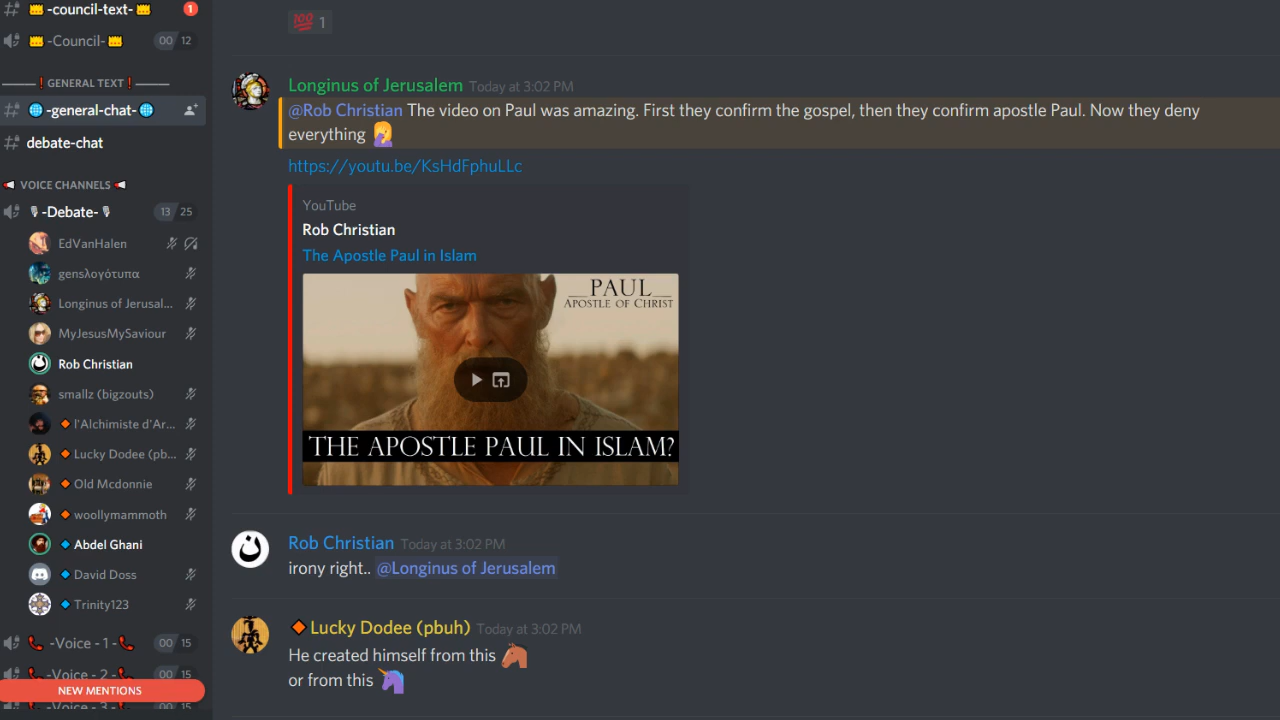 -council-text-
1
-Council-
00 12
GENERAL TEXT
-general-chat-
debate-chat
VOICE CHANNELS
-Debate-
13 25
EdVanHalen
gensλογότυπα
Longinus of Jerusal...
MyJesusMySaviour
Rob Christian
smallz (bigzouts)
l'Alchimiste d'Ar...
Lucky Dodee (pb...
Old Mcdonnie
woollymammoth
Abdel Ghani
David Doss
Trinity123
-Voice - 1 -
00 15
-Voice - 2 -
00 15
NEW MENTIONS
-Voice - 3 -
00 15
💯 1
Longinus of Jerusalem Today at 3:02 PM
@Rob Christian The video on Paul was amazing. First they confirm the gospel, then they confirm apostle Paul. Now they deny
everything 🤦
https://youtu.be/KsHdFphuLLc
YouTube
Rob Christian
The Apostle Paul in Islam
PAUL
APOSTLE OF CHRIST
THE APOSTLE PAUL IN ISLAM?
ن
Rob Christian Today at 3:02 PM
irony right.. @Longinus of Jerusalem
Lucky Dodee (pbuh) Today at 3:02 PM
He created himself from this 🐴
or from this 🦄